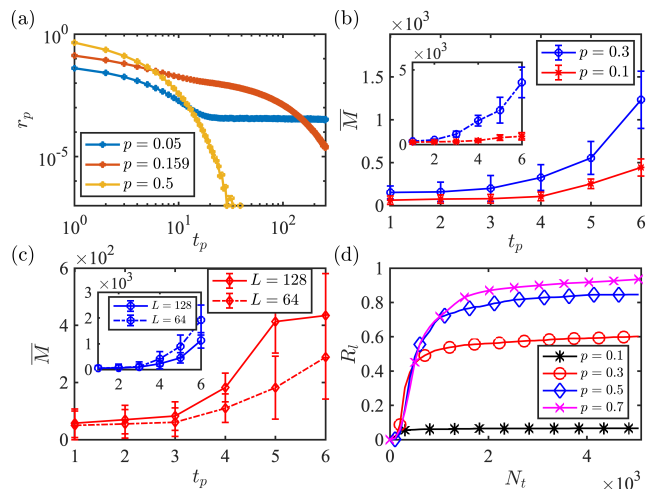 (a)
10^0
10^-5
r_p
10^0
10^1
10^2
t_p
p = 0.05
p = 0.159
p = 0.5
(b)
×10^3
2
1.5
1
0.5
0
M̅
1
2
3
4
5
6
t_p
p = 0.3
p = 0.1
×10^3
5
0
1
2
3
4
5
6
(c)
×10^2
6
4
2
0
M̅
1
2
3
4
5
6
t_p
L = 128
L = 64
×10^3
3
2
1
0
2
4
6
L = 128
L = 64
(d)
1
0.8
0.6
0.4
0.2
0
R_l
0
2
4
N_t
×10^3
p = 0.1
p = 0.3
p = 0.5
p = 0.7